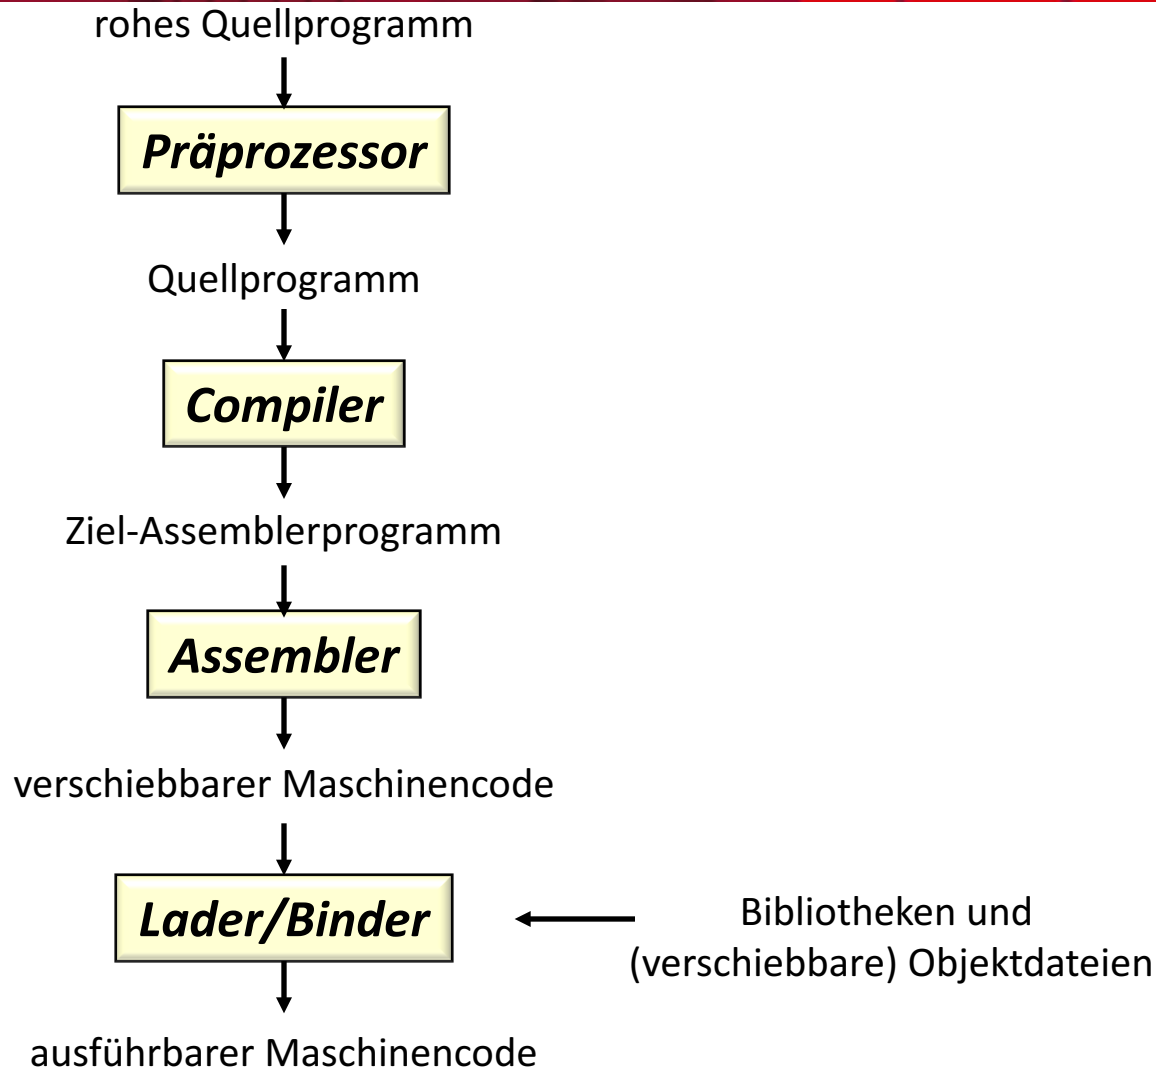 rohes Quellprogramm
Präprozessor
Quellprogramm
Compiler
Ziel-Assemblerprogramm
Assembler
verschiebbarer Maschinencode
Lader/Binder
Bibliotheken und
(verschiebbare) Objektdateien
ausführbarer Maschinencode